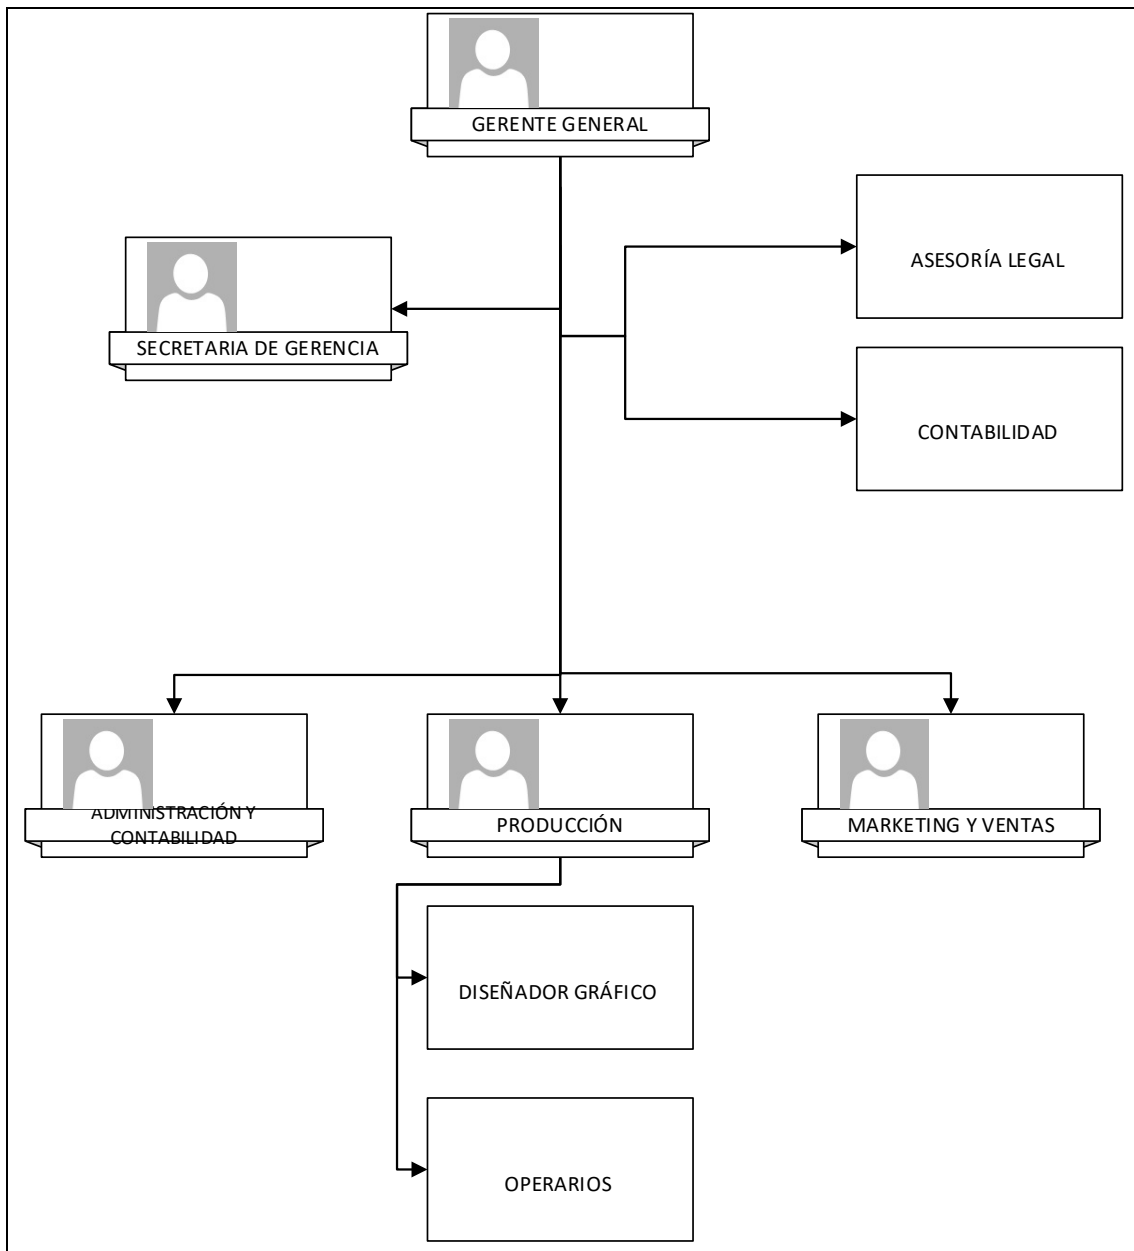 GERENTE GENERAL
ASESORÍA LEGAL
SECRETARIA DE GERENCIA
CONTABILIDAD
ADMINISTRACIÓN Y
CONTABILIDAD
PRODUCCIÓN
MARKETING Y VENTAS
DISEÑADOR GRÁFICO
OPERARIOS